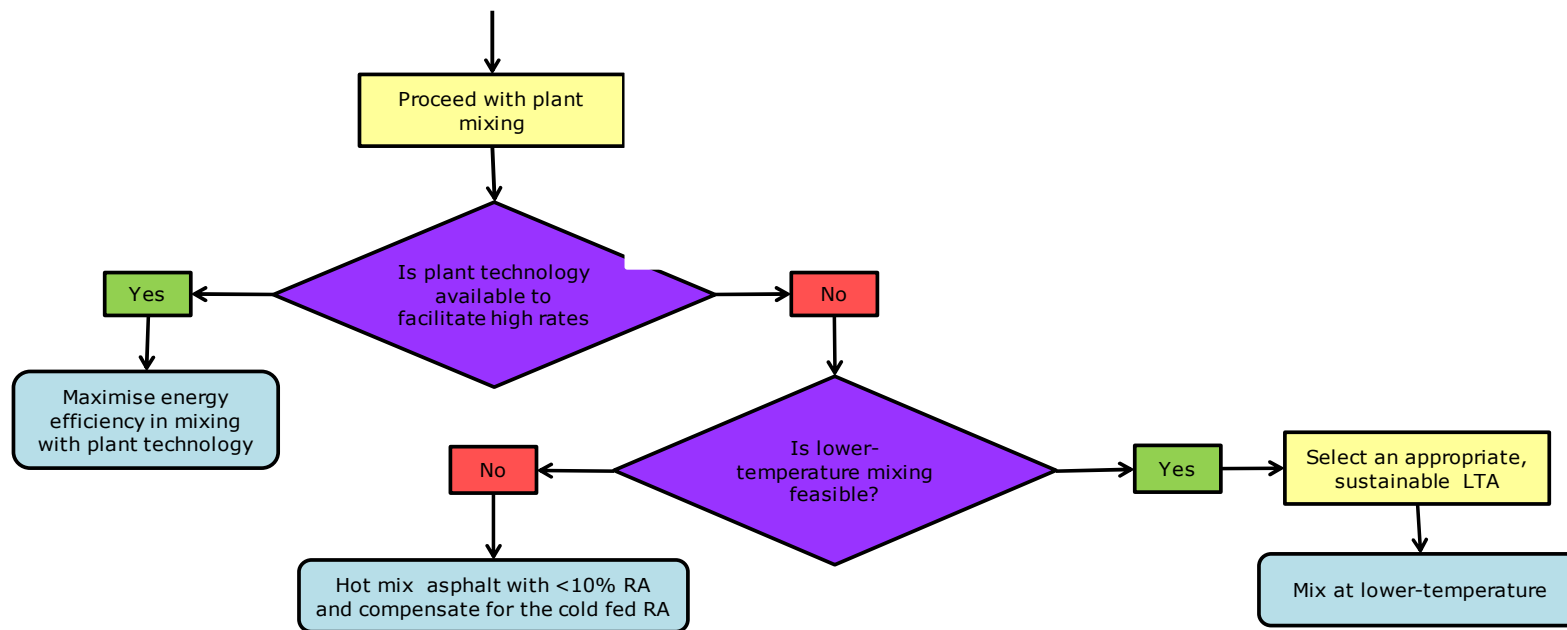 Proceed with plant
mixing
Is plant technology
available to
facilitate high rates
Yes
No
Maximise energy
efficiency in mixing
with plant technology
Is lower-
temperature mixing
feasible?
No
Yes
Select an appropriate,
sustainable LTA
Hot mix asphalt with <10% RA
and compensate for the cold fed RA
Mix at lower-temperature